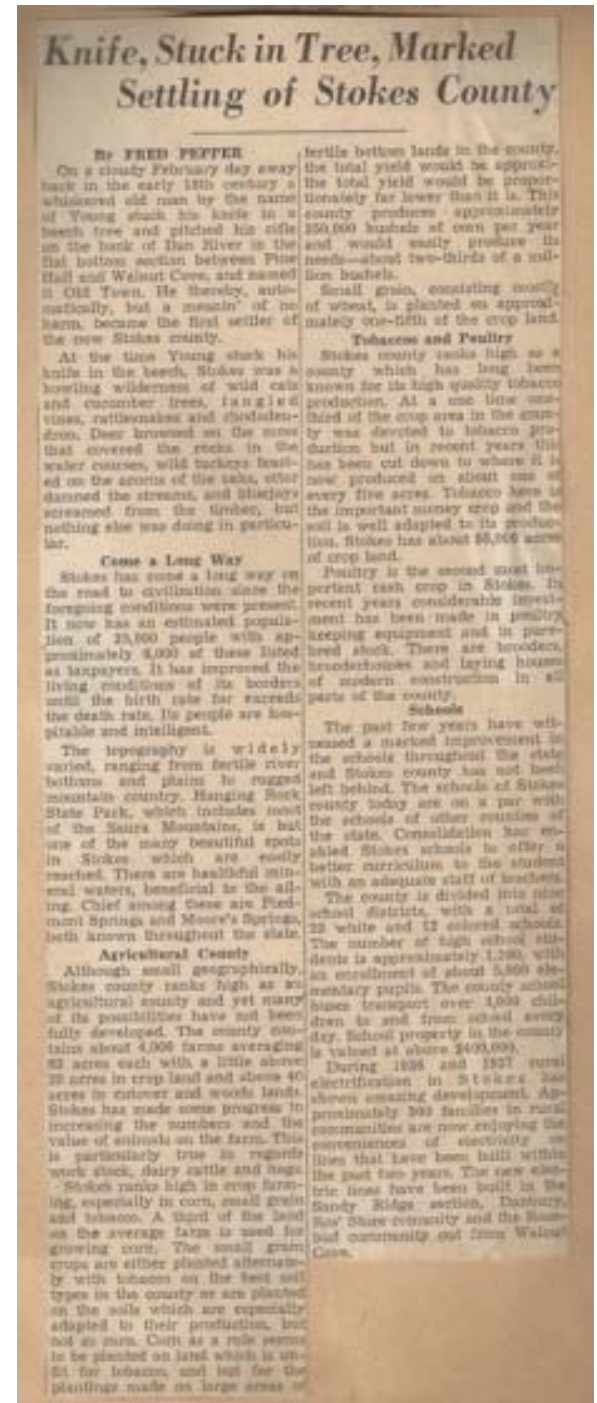 Knife, Stuck in Tree, Marked
Settling of Stokes County
By FRED PEPPER
On a cloudy February day away
back in the early 18th century a
whiskered old man by the name
of Young stuck his knife in a
beech tree and pitched his rifle
on the bank of Dan River in the
flat bottom section between Pine
Hall and Walnut Cove, and named
it Old Town. He thereby, auto-
matically, but a meanin' of no
harm, became the first settler of
the now Stokes county.
At the time Young stuck his
knife in the beech, Stokes was a
howling wilderness of wild cats
and cucumber trees, tangled
vines, rattlesnakes and rhododen-
dron. Deer browsed on the moss
that covered the rocks in the
water courses, wild turkeys feast-
ed on the acorns of the oaks, otter
damned the streams, and bluejays
screamed from the timber, but
nothing else was doing in particu-
lar.
Come a Long Way
Stokes has come a long way on
the road to civilization since the
foregoing conditions were present.
It now has an estimated popula-
tion of people with ap-
proximately of these listed
as taxpayers. It has improved the
living conditions of its borders
until the birth rate far exceeds
the death rate. Its people are hos-
pitable and intelligent.
The topography is widely
varied, ranging from fertile river
bottoms and plains to rugged
mountain country. Hanging Rock
State Park, which includes most
of the Saura Mountains, is but
one of the many beautiful spots
in Stokes which are easily
reached. There are healthful min-
eral waters, beneficial to the ail-
ing. Chief among these are Pied-
mont Springs and Moore's Springs,
both known throughout the state.
Agricultural County
Although small geographically,
Stokes county ranks high as an
agricultural county and yet many
of its possibilities have not been
fully developed. The county con-
tains about 4,000 farms averaging
acres each with a little above
acres in crop land and above 40
acres in cutover and woods lands.
Stokes has made some progress in
increasing the numbers and the
value of animals on the farm. This
is particularly true in regards
work stock, dairy cattle and hogs.
Stokes ranks high in crop farm-
ing, especially in corn, small grain
and tobacco. A third of the land
on the average farm is used for
growing corn. The small grain
crops are either planted alternate-
ly with tobacco on the best soil
types in the county or are planted
on the soils which are especially
adapted to their production, but
not so corn. Corn as a rule seems
to be planted on land which is un-
fit for tobacco, and but for the
plantings made on large areas of
fertile bottom lands in the county,
the total yield would be approxi-
the total yield would be propor-
tionately far lower than it is. This
county produces approximately
bushels of corn per year
and would easily produce its
needs—about two-thirds of a mil-
lion bushels.
Small grain, consisting mostly
of wheat, is planted on approxi-
mately one-fifth of the crop land.
Tobaccos and Poultry
Stokes county ranks high as a
county which has long been
known for its high quality tobacco
production. At a one time one-
third of the crop area in the coun-
ty was devoted to tobacco pro-
duction but in recent years this
has been cut down to where it is
now produced on about one of
every five acres. Tobacco here is
the important money crop and the
soil is well adapted to its produc-
tion. Stokes has about acres
of crop land.
Poultry is the second most im-
portant cash crop in Stokes. In
recent years considerable invest-
ment has been made in poultry
keeping equipment and in pure-
bred stock. There are brooders,
brooderhouses and laying houses
of modern construction in all
parts of the county.
Schools
The past few years have wit-
nessed a marked improvement in
the schools throughout the state
and Stokes county has not been
left behind. The schools of Stokes
county today are on a par with
the schools of other counties of
the state. Consolidation has en-
abled Stokes schools to offer a
better curriculum to the student
with an adequate staff of teachers.
The county is divided into nine
school districts, with a total of
white and 12 colored schools.
The number of high school stu-
dents is approximately with
an enrollment of about ele-
mentary pupils. The county school
buses transport over chil-
dren to and from school every
day. School property in the county
is valued at above $400,000.
During 1936 and 1937 rural
electrification in Stokes has
shown amazing development. Ap-
proximately 300 families in rural
communities are now enjoying the
conveniences of electricity on
lines that have been built within
the past two years. The new elec-
tric lines have been built in the
Sandy Ridge section, Danbury,
and the
community out from Walnut
Cove.